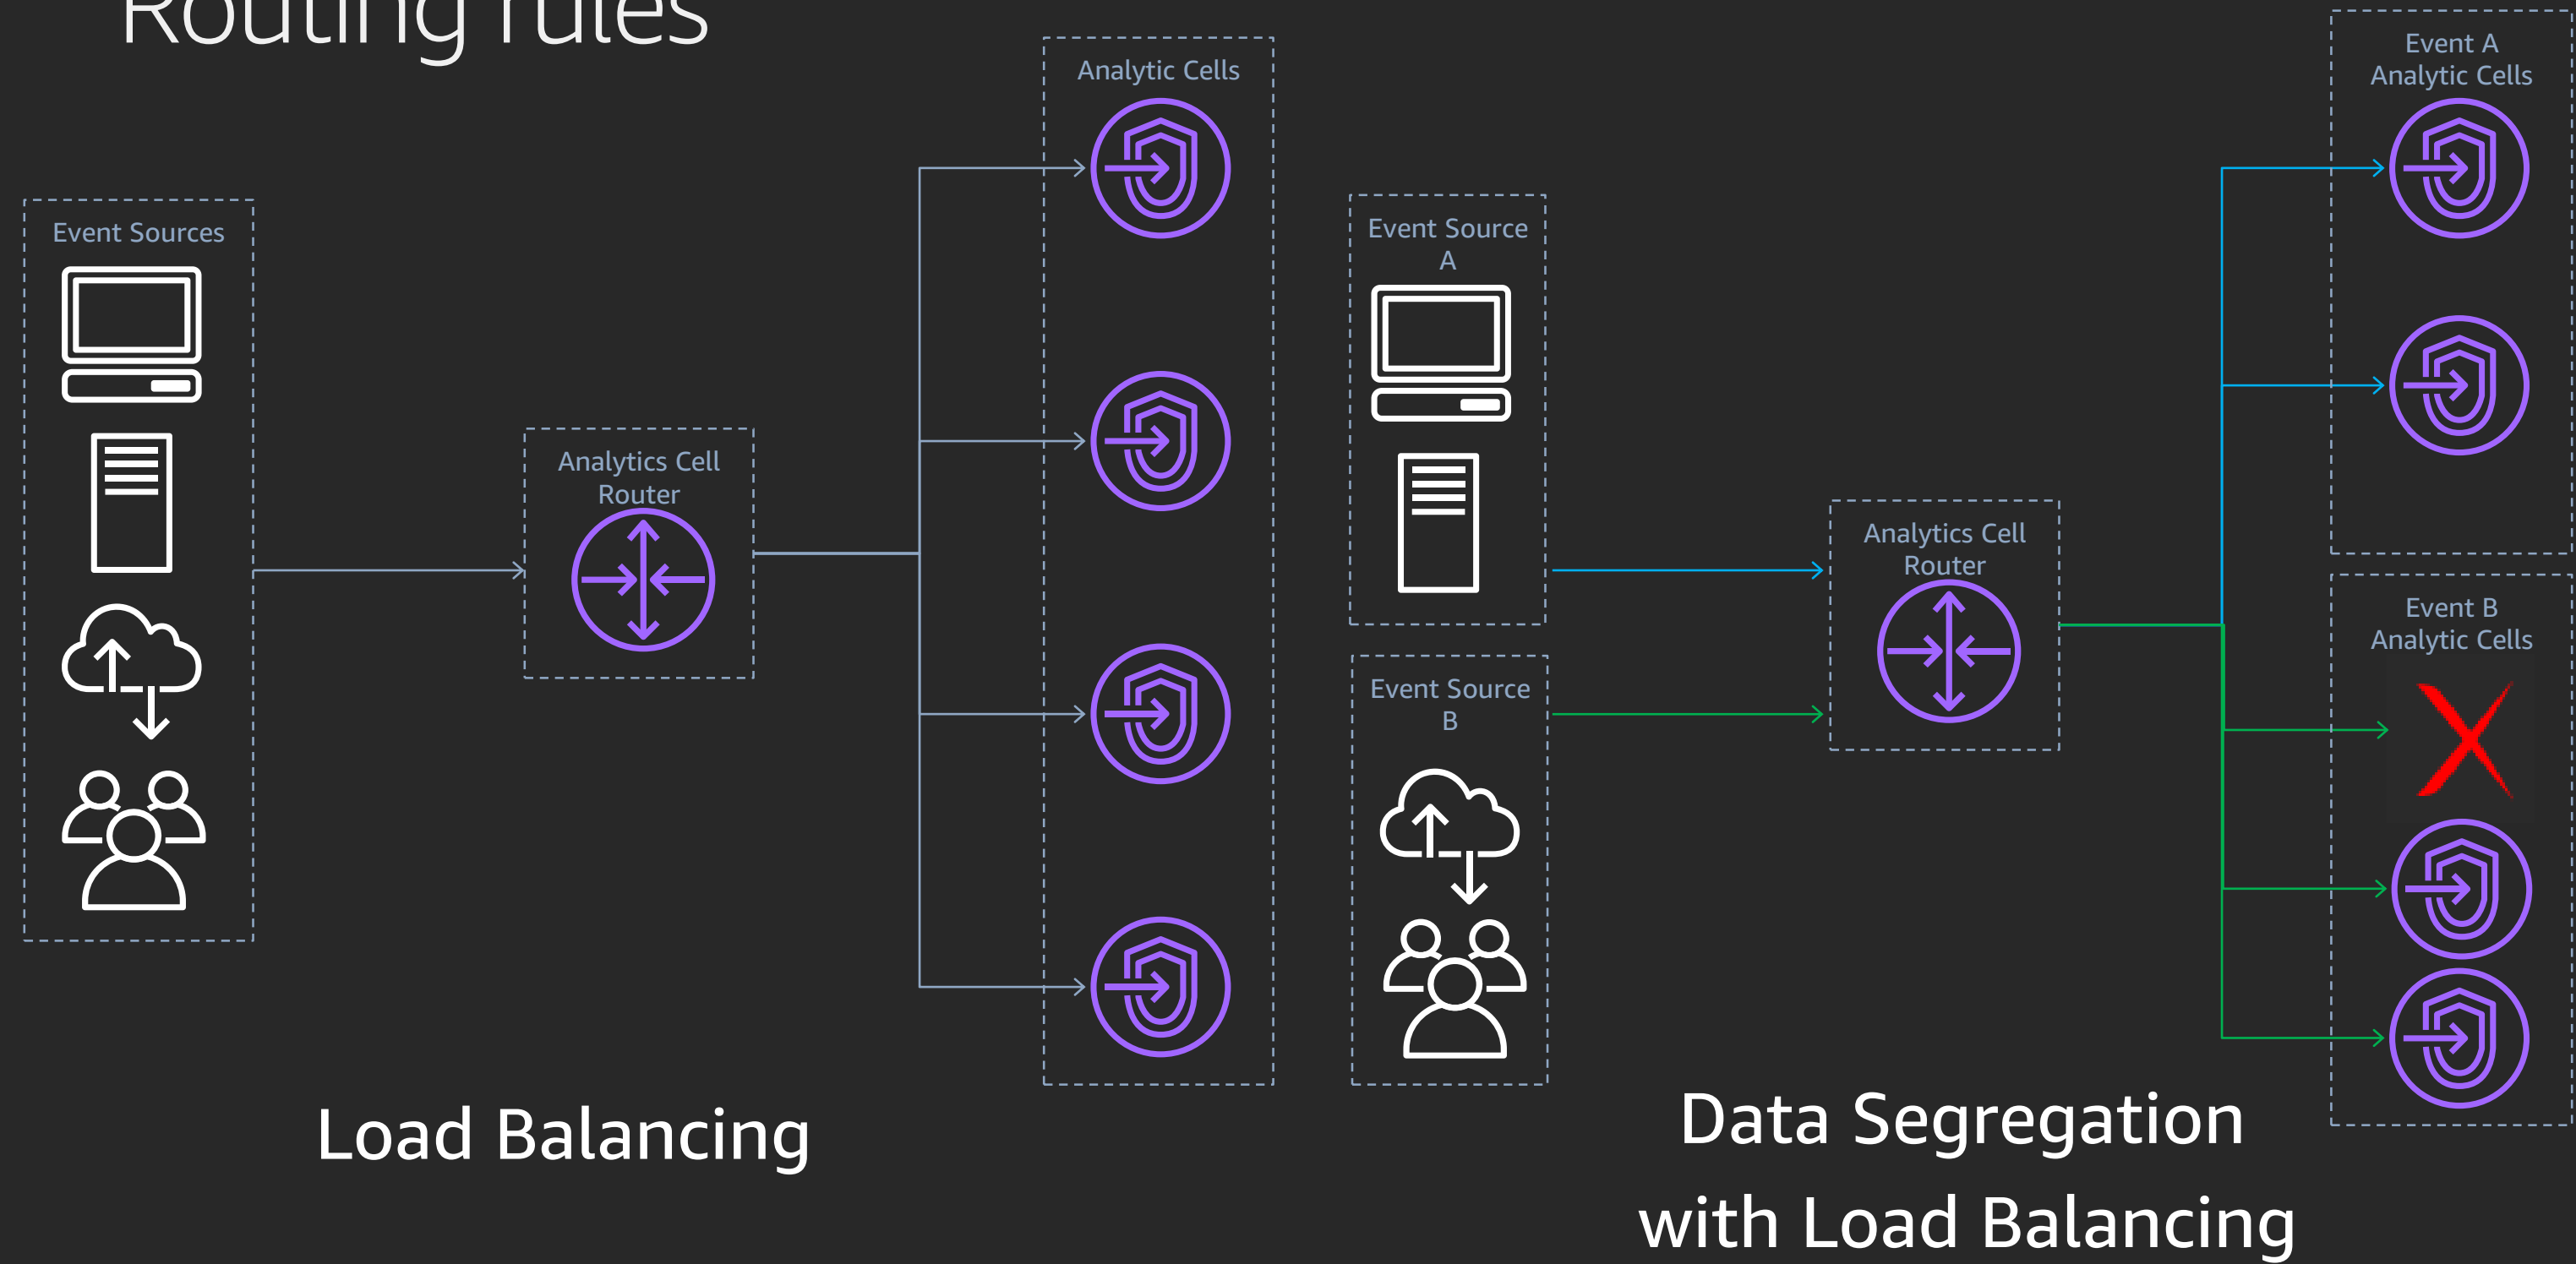 Routing rules
Event Sources
Analytics Cell
Router
Analytic Cells
Load Balancing
Event Source
A
Event Source
B
Analytics Cell
Router
Event A
Analytic Cells
Event B
Analytic Cells
Data Segregation
with Load Balancing